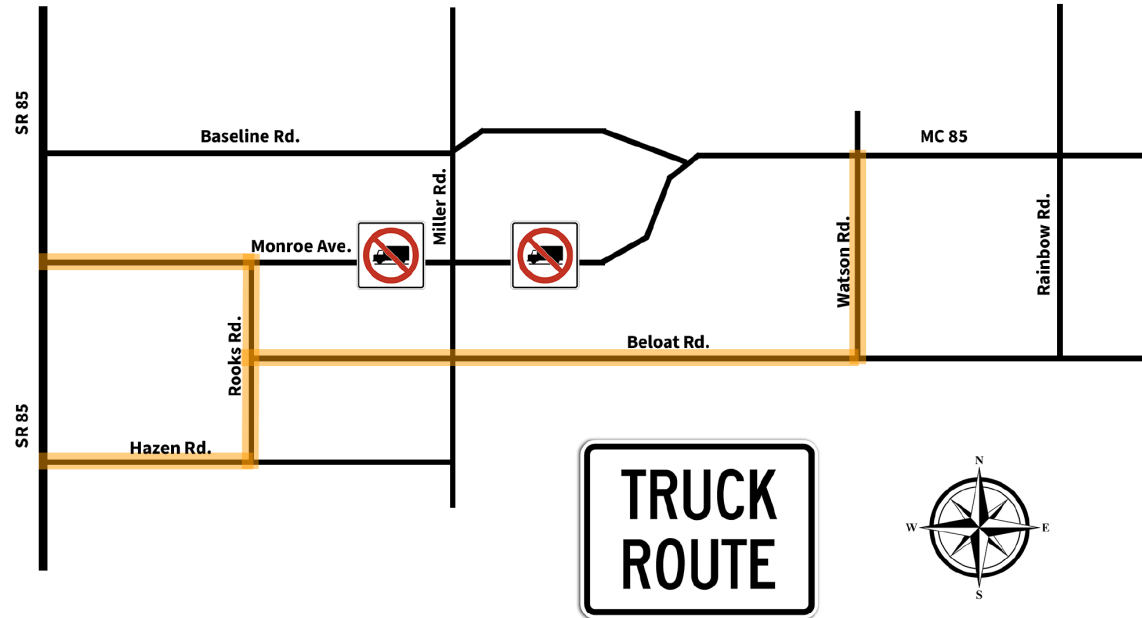 SR 85
Baseline Rd.
MC 85
Miller Rd.
Monroe Ave.
Watson Rd.
Rainbow Rd.
Rooks Rd.
Beloat Rd.
SR 85
Hazen Rd.
TRUCK
ROUTE
N
W
E
S